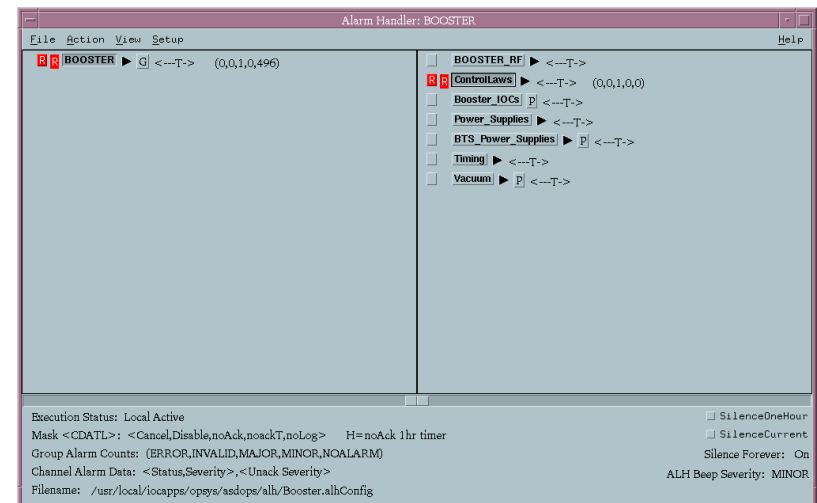 Alarm Handler: BOOSTER
File Action View Setup Help
R R BOOSTER G <---T-> (0,0,1,0,496)
BOOSTER_RF <---T->
R R ControlLaws <---T-> (0,0,1,0,0)
Booster_IOCs P <---T->
Power_Supplies <---T->
BTS_Power_Supplies P <---T->
Timing <---T->
Vacuum P <---T->
Execution Status: Local Active
SilenceOneHour
Mask <CDATL>: <Cancel,Disable,noAck,noackT,noLog> H=noAck 1hr timer
SilenceCurrent
Group Alarm Counts: (ERROR,INVALID,MAJOR,MINOR,NOALARM)
Silence Forever: On
Channel Alarm Data: <Status,Severity>,<Unack Severity>
ALH Beep Severity: MINOR
Filename: /usr/local/iocapps/opsys/asdops/alh/Booster.alhConfig